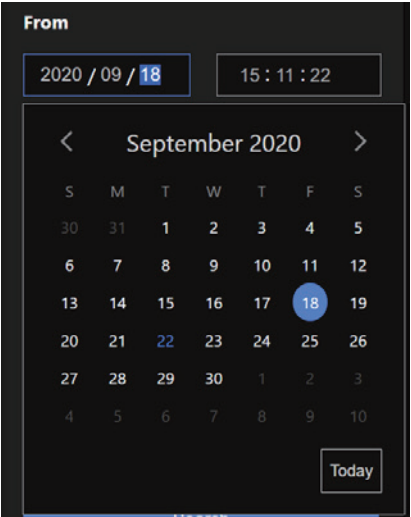 From
2020 / 09 / 18 15 : 11 : 22
September 2020
S M T W T F S
30 31 1 2 3 4 5
6 7 8 9 10 11 12
13 14 15 16 17 18 19
20 21 22 23 24 25 26
27 28 29 30 1 2 3
4 5 6 7 8 9 10
Today